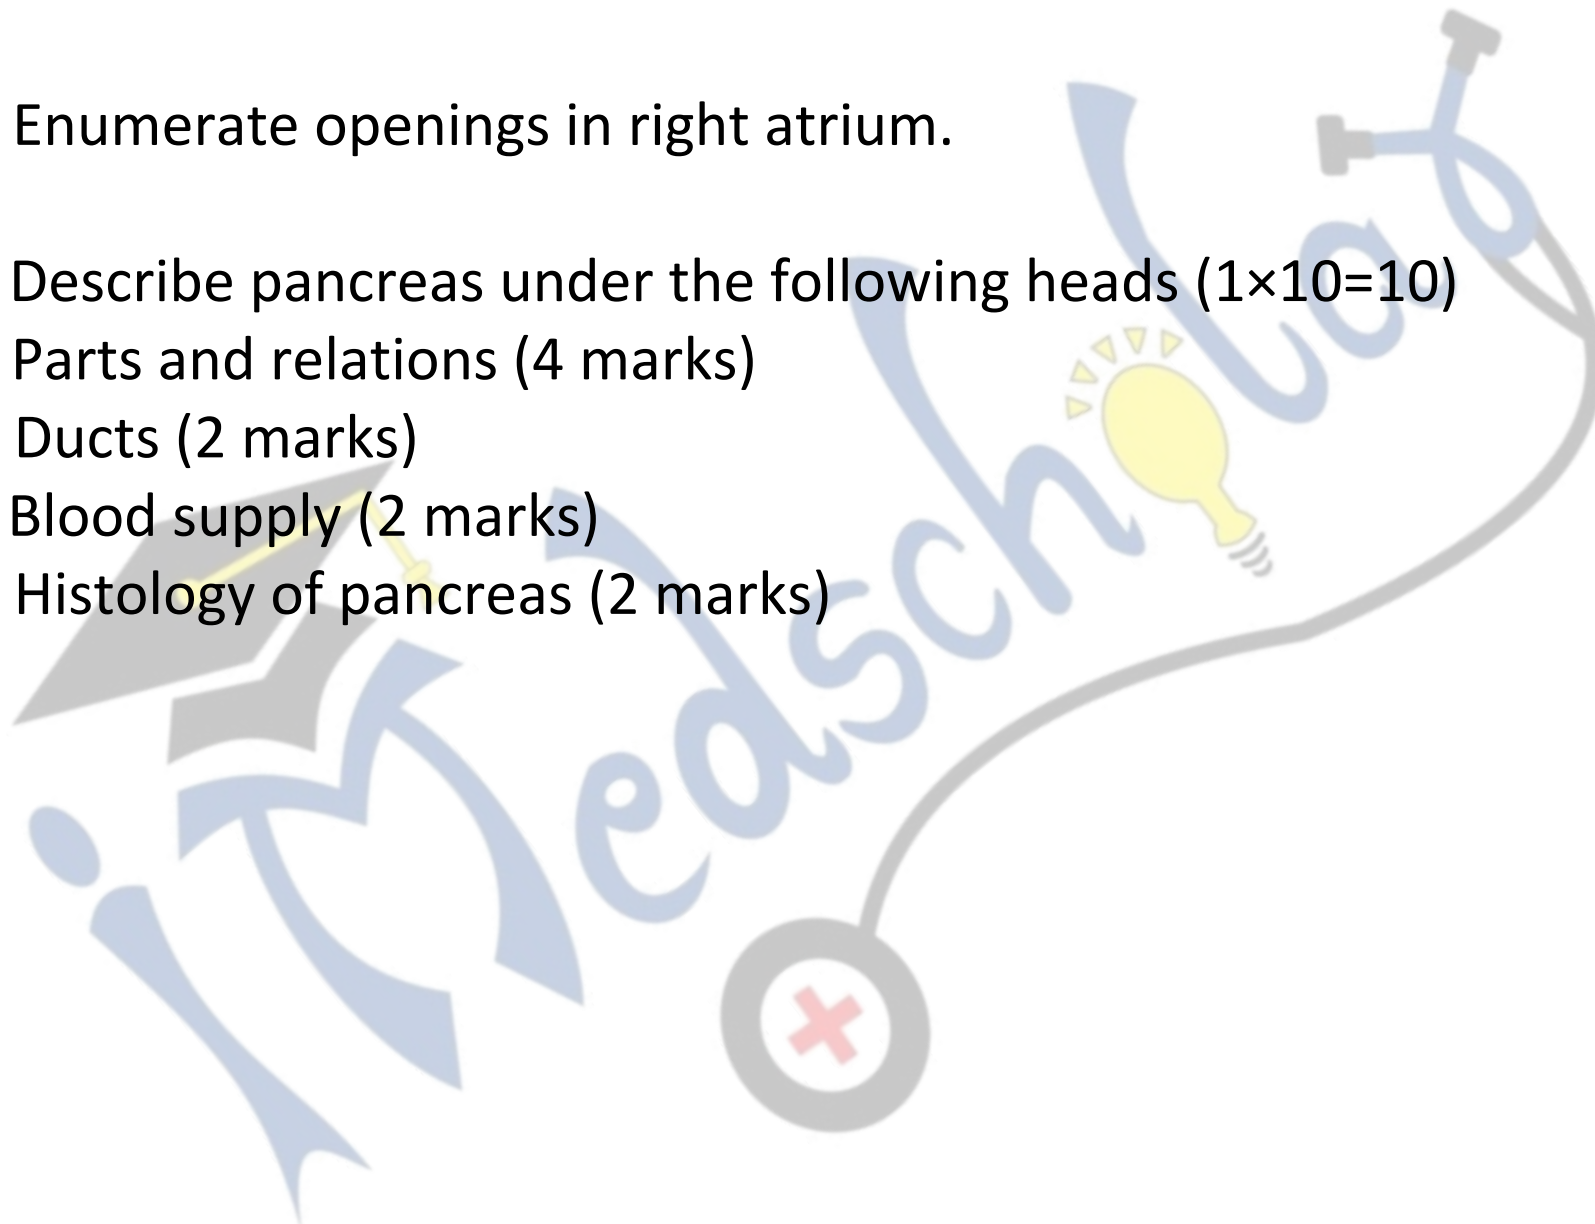 Enumerate openings in right atrium.
Describe pancreas under the following heads (1×10=10)
Parts and relations (4 marks)
Ducts (2 marks)
Blood supply (2 marks)
Histology of pancreas (2 marks)
iMedscholar